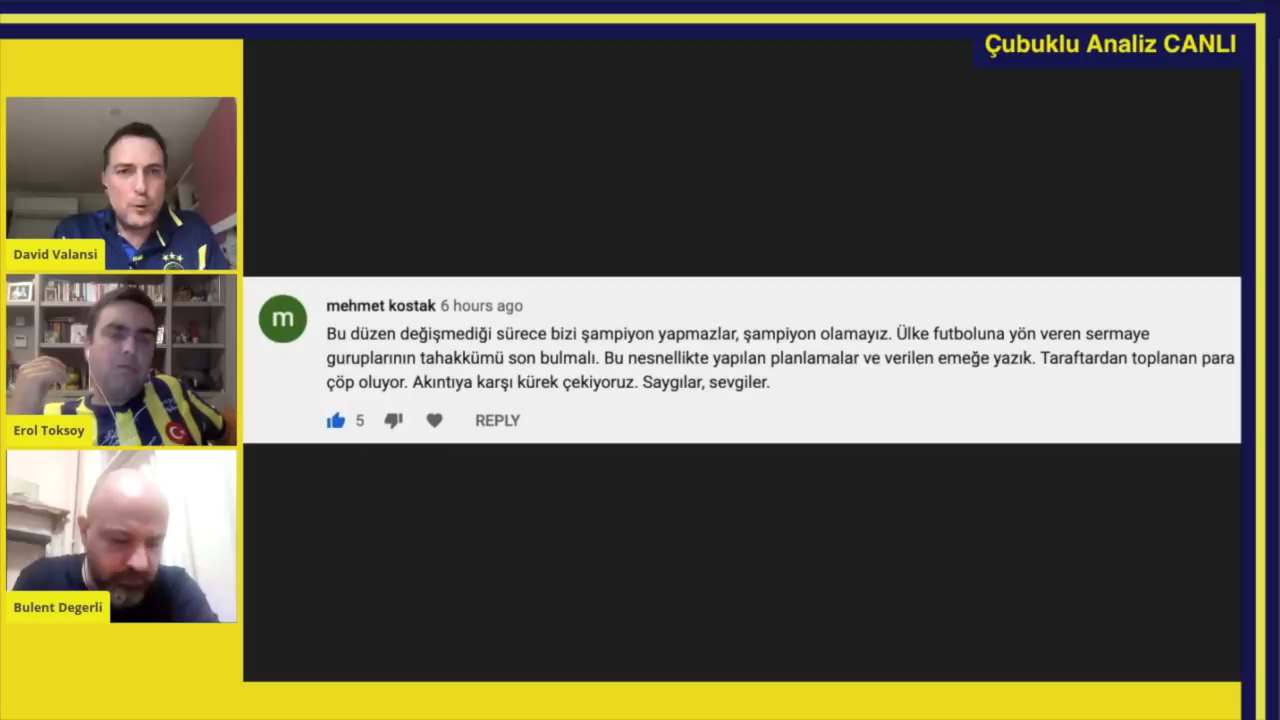 Çubuklu Analiz CANLI
David Valansi
Erol Toksoy
Bulent Degerli
m
mehmet kostak 6 hours ago
Bu düzen değişmediği sürece bizi şampiyon yapmazlar, şampiyon olamayız. Ülke futboluna yön veren sermaye
guruplarının tahakkümü son bulmalı. Bu nesnellikte yapılan planlamalar ve verilen emeğe yazık. Taraftardan toplanan para
çöp oluyor. Akıntıya karşı kürek çekiyoruz. Saygılar, sevgiler.
5 REPLY